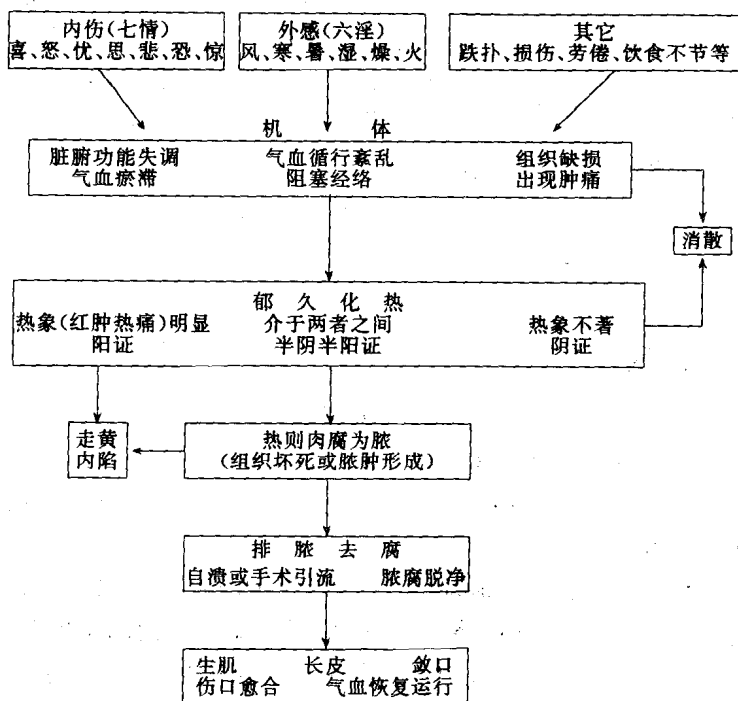 内伤(七情)
喜、怒、忧、思、悲、恐、惊
外感(六淫)
风、寒、暑、湿、燥、火
其它
跌扑、损伤、劳倦、饮食不节等
机 体
脏腑功能失调 气血循行紊乱 组织缺损
气血瘀滞 阻塞经络 出现肿痛
消散
郁久化热
热象(红肿热痛)明显 介于两者之间 热象不著
阳证 半阴半阳证 阴证
走黄
内陷
热则肉腐为脓
(组织坏死或脓肿形成)
排脓去腐
自溃或手术引流 脓腐脱净
生肌 长皮 敛口
伤口愈合 气血恢复运行